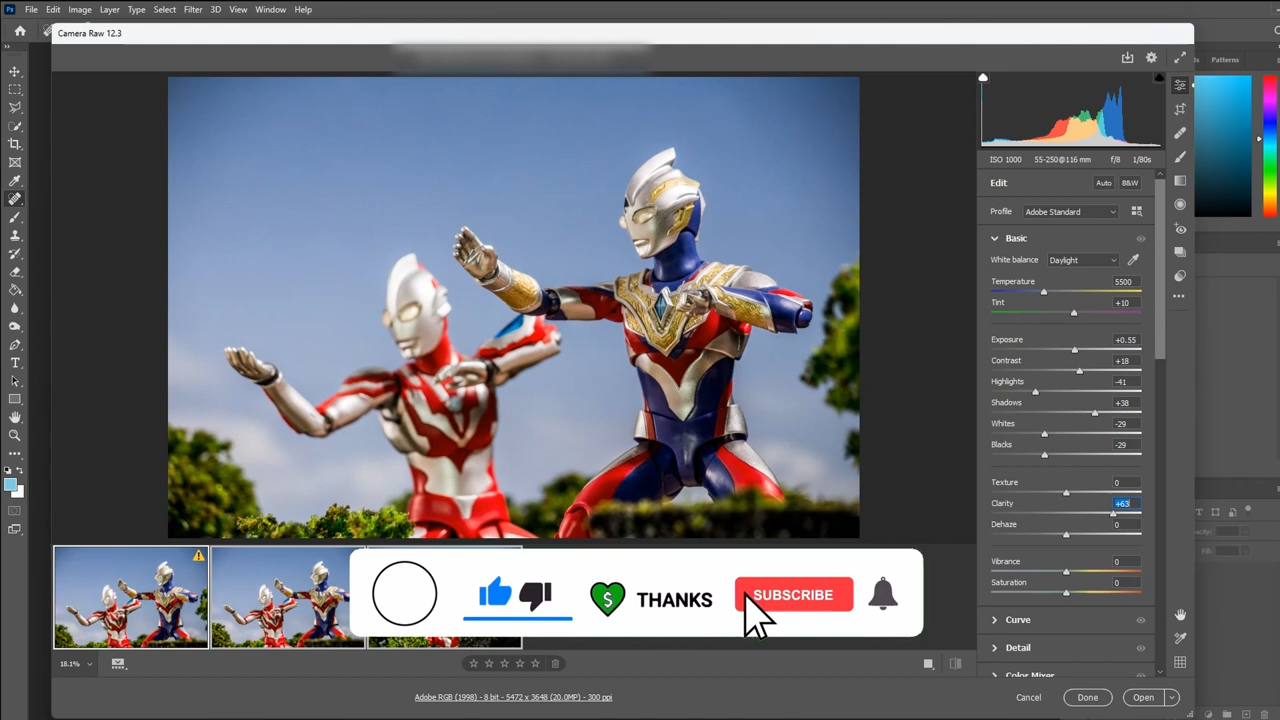 Ps File Edit Image Layer Type Select Filter 3D View Window Help
Camera Raw 12.3
Patterns
ISO 1000 55-250@116 mm f/8 1/80s
Edit Auto B&W
Profile Adobe Standard
Basic
White balance Daylight
Temperature 5500
Tint +10
Exposure +0.55
Contrast +18
Highlights -41
Shadows +38
Whites -29
Blacks -29
Texture 0
Clarity +63
Dehaze 0
Vibrance 0
Saturation 0
Curve
Detail
Color Mixer
$ THANKS SUBSCRIBE
18.1%
Adobe RGB (1998) - 8 bit - 5472 x 3648 (20.0MP) - 300 ppi
Cancel Done Open